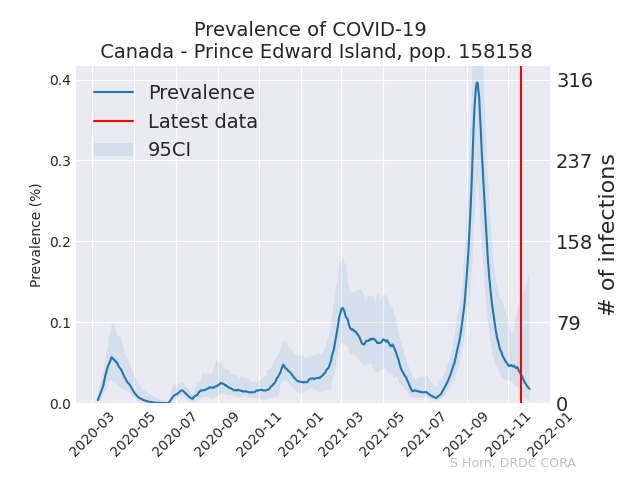 Prevalence of COVID-19
Canada - Prince Edward Island, pop. 158158
Prevalence
Latest data
95CI
Prevalence (%)
0.4
0.3
0.2
0.1
0.0
316
237
158
79
0
# of infections
2020-03
2020-05
2020-07
2020-09
2020-11
2021-01
2021-03
2021-05
2021-07
2021-09
2021-11
2022-01
S Horn, DRDC CORA